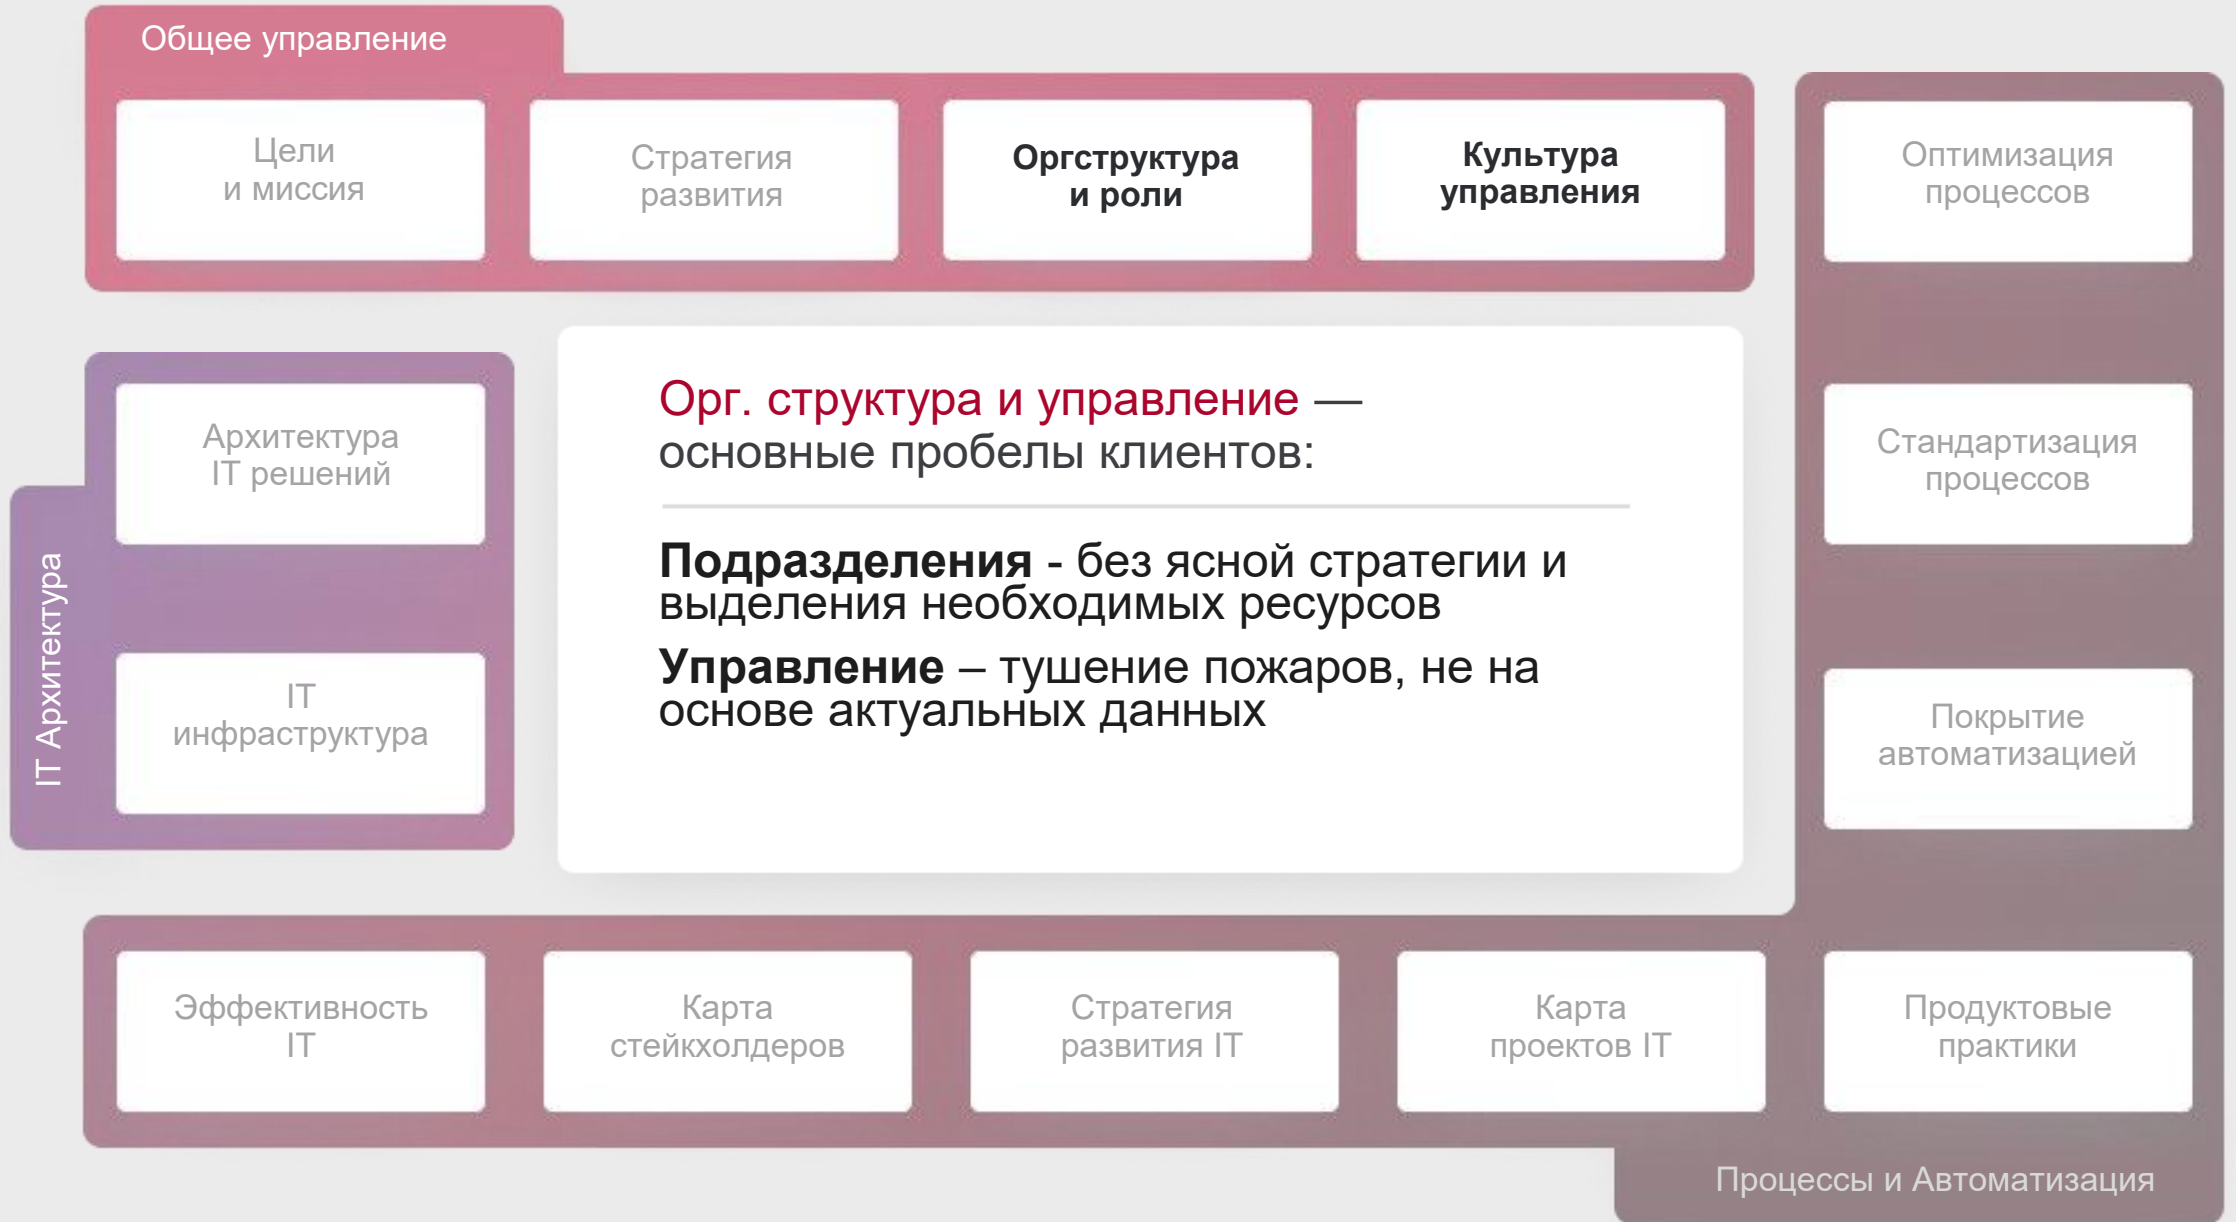 Общее управление
Цели
и миссия
Стратегия
развития
Оргструктура
и роли
Культура
управления
Оптимизация
процессов
Орг. структура и управление —
основные пробелы клиентов:
Подразделения - без ясной стратегии и
выделения необходимых ресурсов
Управление – тушение пожаров, не на
основе актуальных данных
Архитектура
IT решений
IT
инфраструктура
IT Архитектура
Стандартизация
процессов
Покрытие
автоматизацией
Эффективность
IT
Карта
стейкхолдеров
Стратегия
развития IT
Карта
проектов IT
Продуктовые
практики
Процессы и Автоматизация